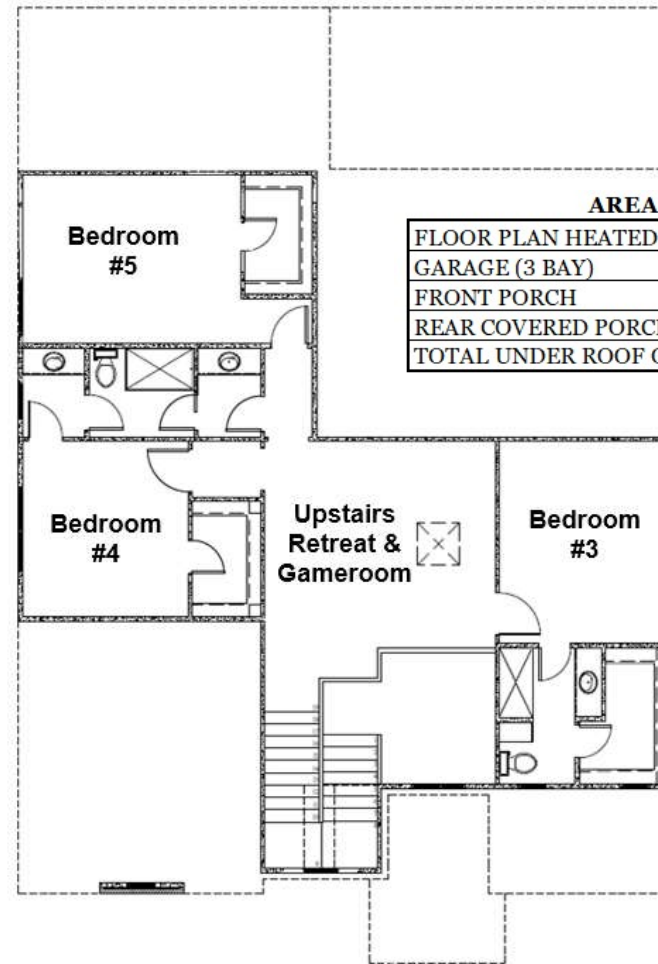 AREA
FLOOR PLAN HEATED
GARAGE (3 BAY)
FRONT PORCH
REAR COVERED PORCH
TOTAL UNDER ROOF
Bedroom
#5
Bedroom
#4
Upstairs
Retreat &
Gameroom
Bedroom
#3